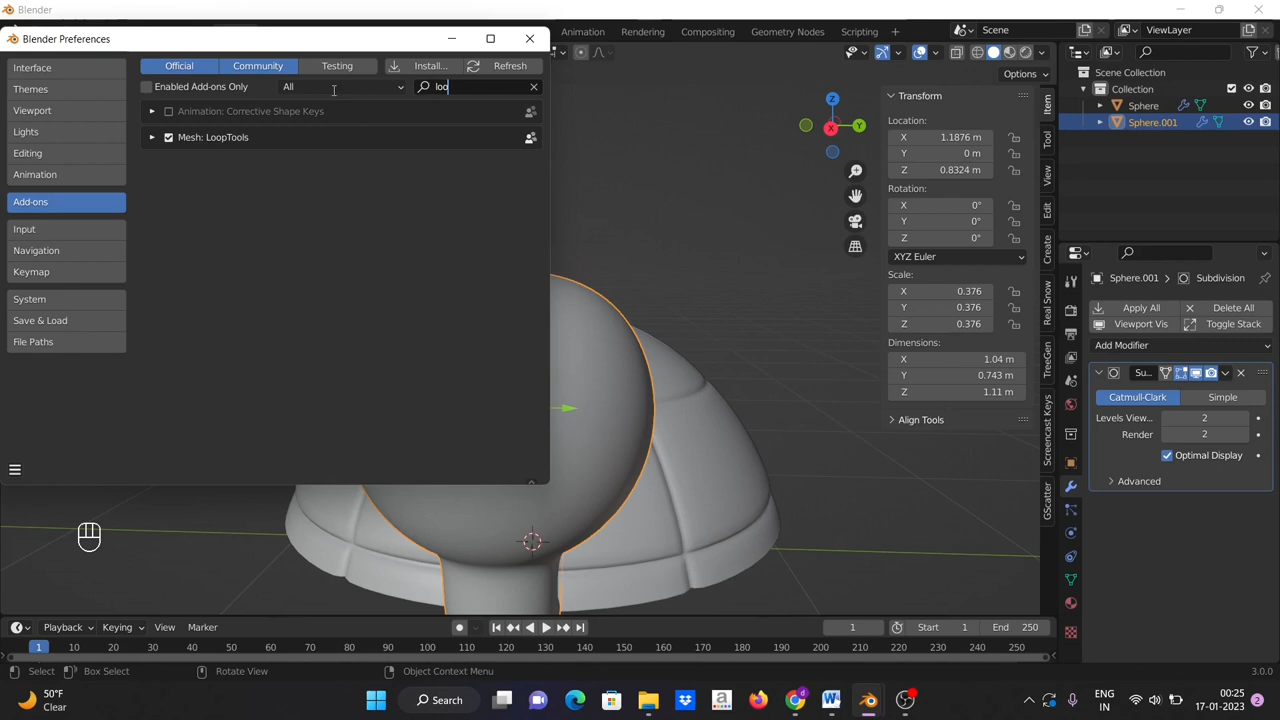 Blender
Rendering Compositing Geometry Nodes Scripting + Scene ViewLayer
Blender Preferences
Interface
Themes
Viewport
Lights
Editing
Animation
Add-ons
Input
Navigation
Keymap
System
Save & Load
File Paths
Official Community Testing Install... Refresh
Enabled Add-ons Only All loo
Animation: Corrective Shape Keys
Mesh: LoopTools
Options
Z
Y
X
Transform
Location:
X 1.1876 m
Y 0 m
Z 0.8324 m
Rotation:
X 0°
Y 0°
Z 0°
XYZ Euler
Scale:
X 0.376
Y 0.376
Z 0.376
Dimensions:
X 1.04 m
Y 0.743 m
Z 1.11 m
Align Tools
Item
Tool
View
Edit
Create
Real Snow
TreeGen
Screencast Keys
GScatter
Scene Collection
Collection
Sphere
Sphere.001
Sphere.001 > Subdivision
Apply All Delete All
Viewport Vis Toggle Stack
Add Modifier
Su...
Catmull-Clark Simple
Levels View... 2
Render 2
Optimal Display
Advanced
Playback Keying View Marker 1 Start 1 End 250
1 10 20 30 40 50 60 70 80 90 100 110 120 130 140 150 160 170 180 190 200 210 220 230 240 250
Select Box Select Rotate View Object Context Menu 3.0.0
50°F
Clear
Search
ENG
IN
00:25
17-01-2023
2